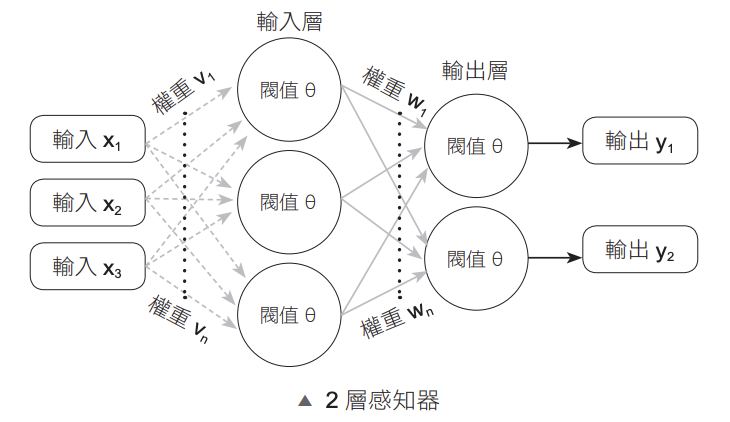 輸入層
權重 v1
閥值 θ
權重 w1
輸出層
輸入 x1
閥值 θ
輸出 y1
輸入 x2
閥值 θ
輸入 x3
閥值 θ
輸出 y2
權重 vn
閥值 θ
權重 wn
▲ 2 層感知器